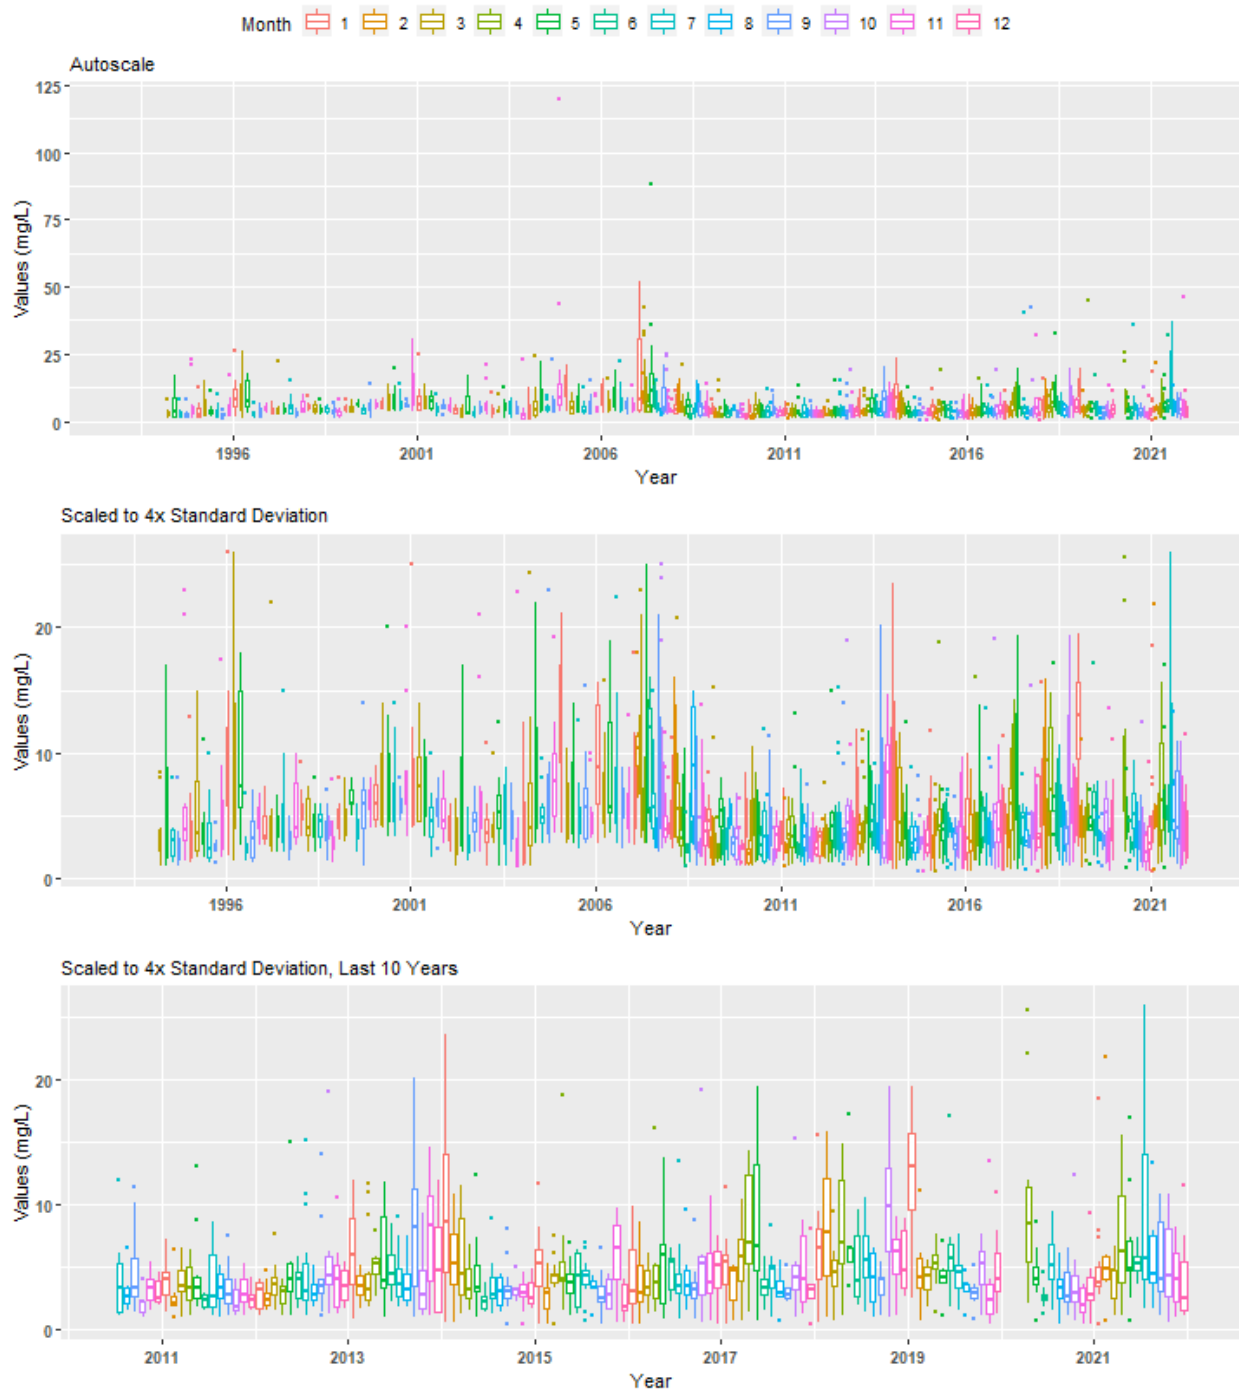 Month 1 2 3 4 5 6 7 8 9 10 11 12
Autoscale
125
100
75
50
25
0
Values (mg/L)
1996 2001 2006 2011 2016 2021
Year
Scaled to 4x Standard Deviation
20
10
0
Values (mg/L)
1996 2001 2006 2011 2016 2021
Year
Scaled to 4x Standard Deviation, Last 10 Years
20
10
0
Values (mg/L)
2011 2013 2015 2017 2019 2021
Year